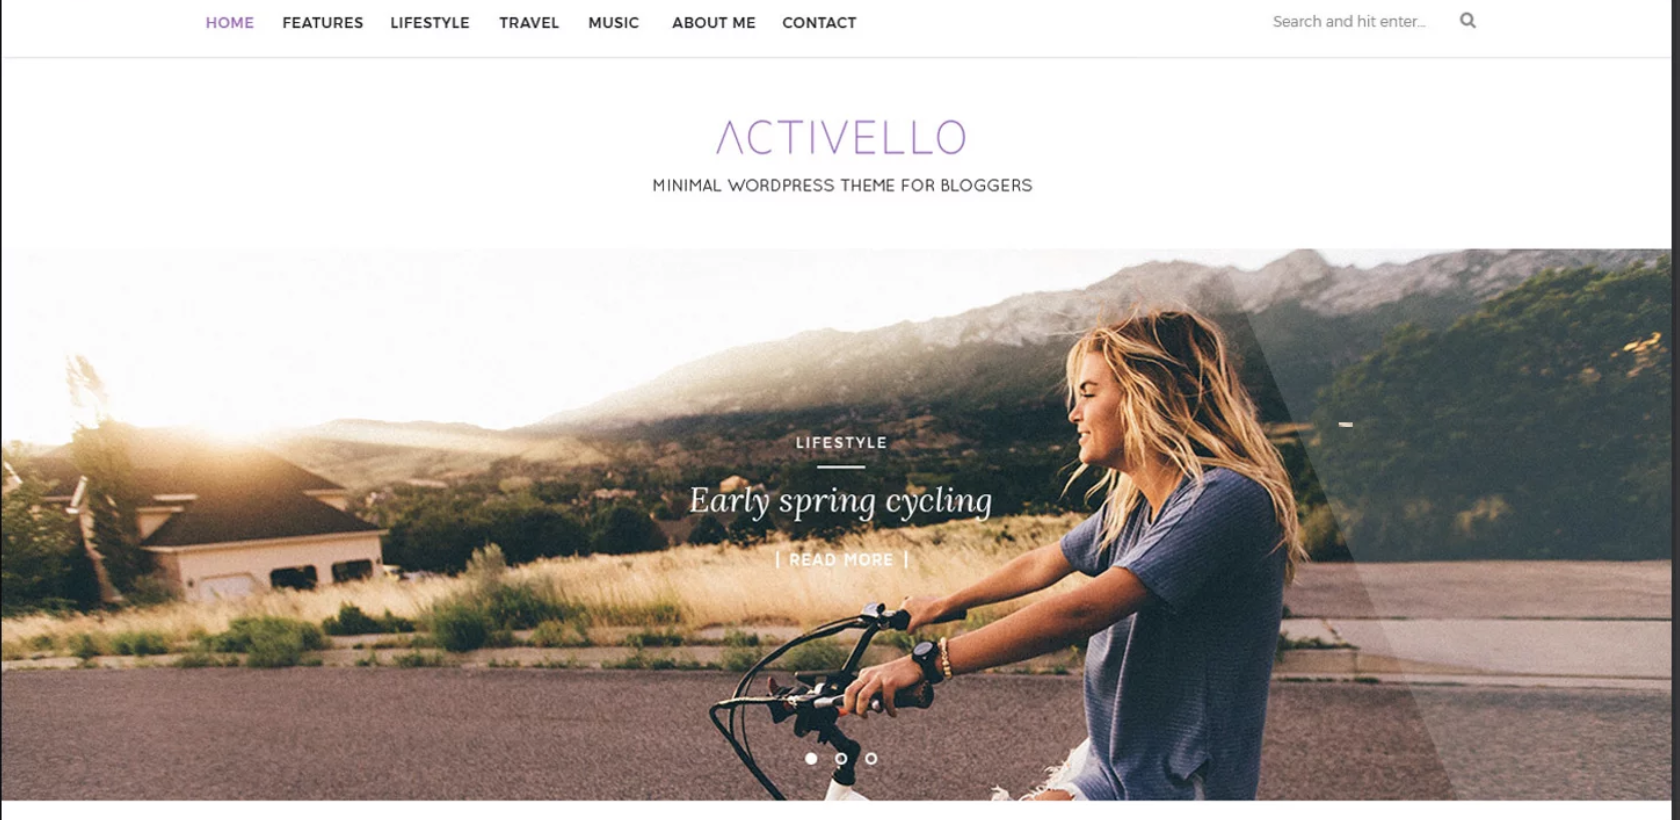 HOME FEATURES LIFESTYLE TRAVEL MUSIC ABOUT ME CONTACT Search and hit enter...
ACTIVELLO
MINIMAL WORDPRESS THEME FOR BLOGGERS
LIFESTYLE
Early spring cycling
| READ MORE |